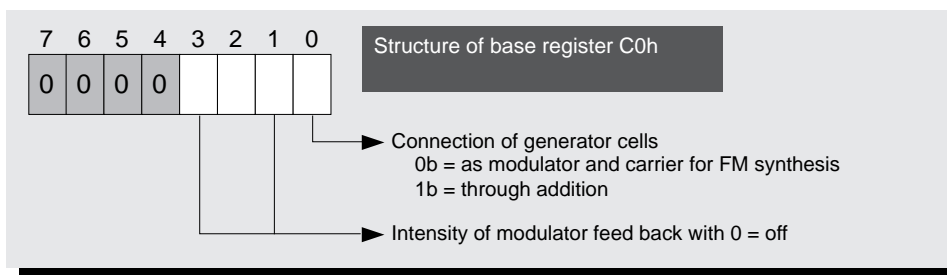 7 6 5 4 3 2 1 0
Structure of base register C0h
0 0 0 0
Connection of generator cells
0b = as modulator and carrier for FM synthesis
1b = through addition
Intensity of modulator feed back with 0 = off